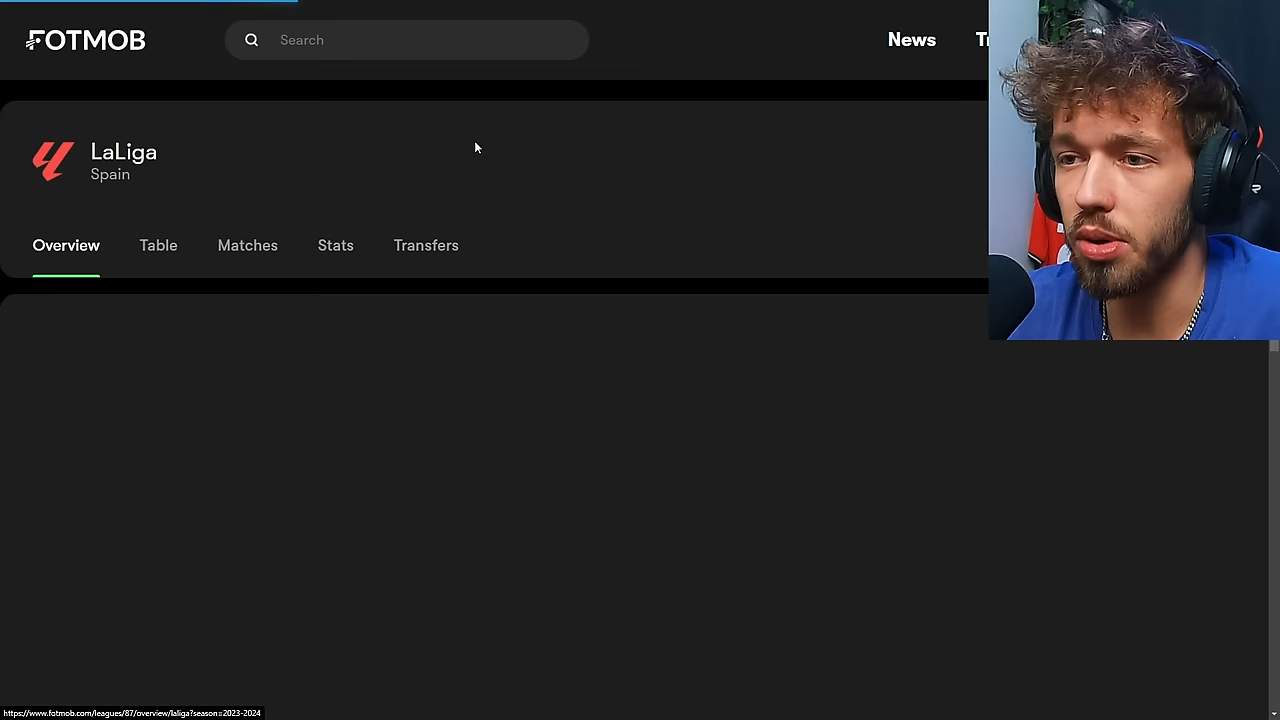 FOTMOB
Search
News
LaLiga
Spain
Overview
Table
Matches
Stats
Transfers
https://www.fotmob.com/leagues/87/overview/laliga?season=2023-2024